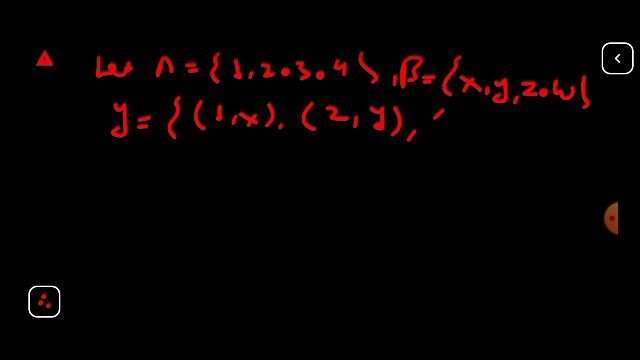 Let A = {1, 2, 3, 4}, B = {x, y, z, w}
y = {(1, x), (2, y),